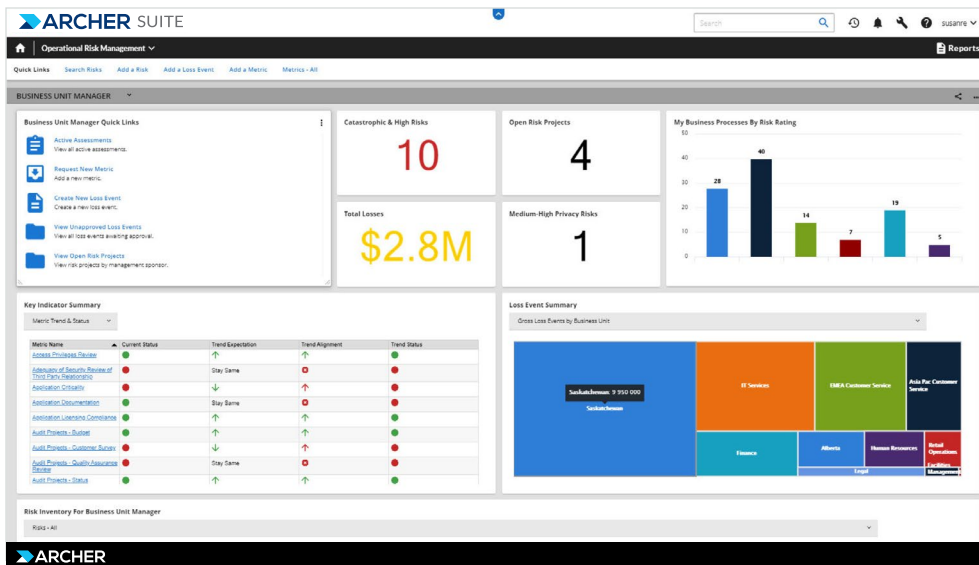 ARCHER SUITE
Search
susanre
Operational Risk Management
Reports
Quick Links Search Risks Add a Risk Add a Loss Event Add a Metric Metrics - All
BUSINESS UNIT MANAGER
Business Unit Manager Quick Links
Active Assessments
View all active assessments.
Request New Metric
Add a new metric.
Create New Loss Event
Create a new loss event.
View Unapproved Loss Events
View all loss events awaiting approval.
View Open Risk Projects
View risk projects by management sponsor.
Catastrophic & High Risks
10
Open Risk Projects
4
Total Losses
$2.8M
Medium-High Privacy Risks
1
My Business Processes By Risk Rating
50
40
30
20
10
0
28
40
14
7
19
5
Key Indicator Summary
Metric Trend & Status
Metric Name Current Status Trend Expectation Trend Alignment Trend Status
Access Privileges Review
Adequacy of Security Review of Third Party Relationship Stay Same
Application Criticality
Application Documentation Stay Same
Application Licensing Compliance
Audit Projects - Budget
Audit Projects - Customer Survey
Audit Projects - Quality Assurance Review Stay Same
Audit Projects - Status
Loss Event Summary
Gross Loss Events by Business Unit
Saskatchewan: 9 950 000
Saskatchewan
IT Services
EMEA Customer Service
Asia Pac Customer Service
Finance
Alberta
Human Resources
Retail Operations
Legal
Facilities Management
Risk Inventory For Business Unit Manager
Risks - All
ARCHER